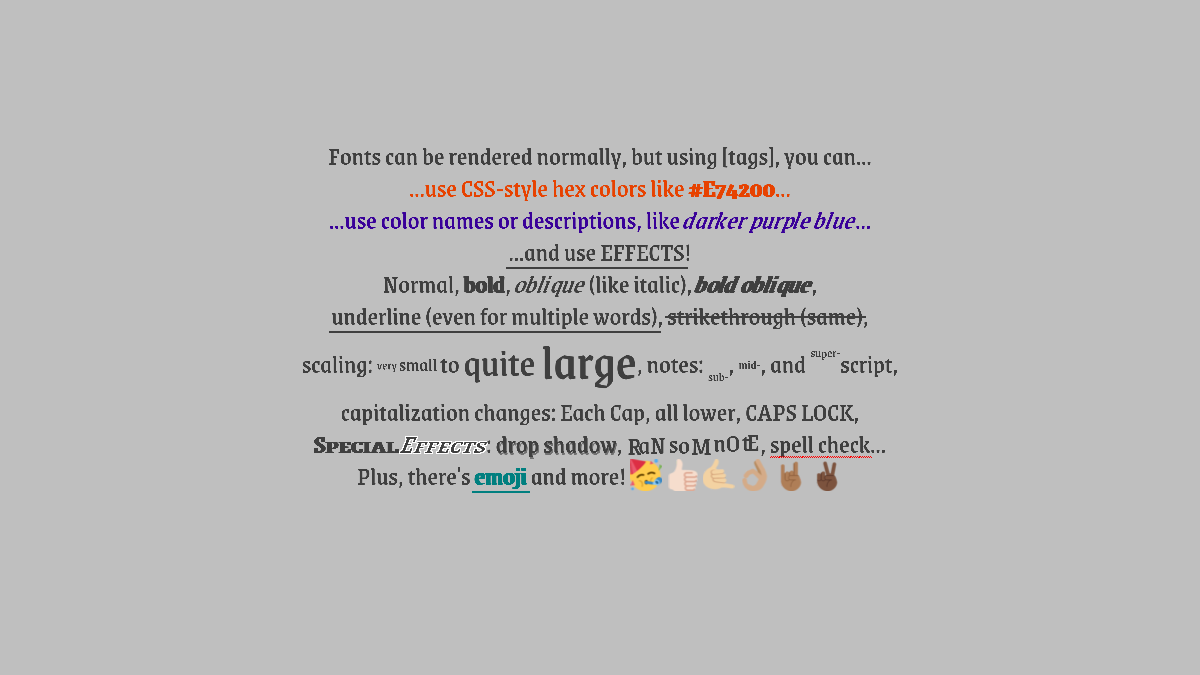 Fonts can be rendered normally, but using [tags], you can...
...use CSS-style hex colors like #E74200...
...use color names or descriptions, like darker purple blue...
...and use EFFECTS!
Normal, bold, oblique (like italic), bold oblique,
underline (even for multiple words), strikethrough (same),
scaling: very small to quite large, notes: sub-, mid-, and super-script,
capitalization changes: Each Cap, all lower, CAPS LOCK,
Special Effects: drop shadow, RaNsoM nOtE, spell check...
Plus, there's emoji and more! 🥳👍🏻🤙🏼👌🏽🤘🏾✌🏿